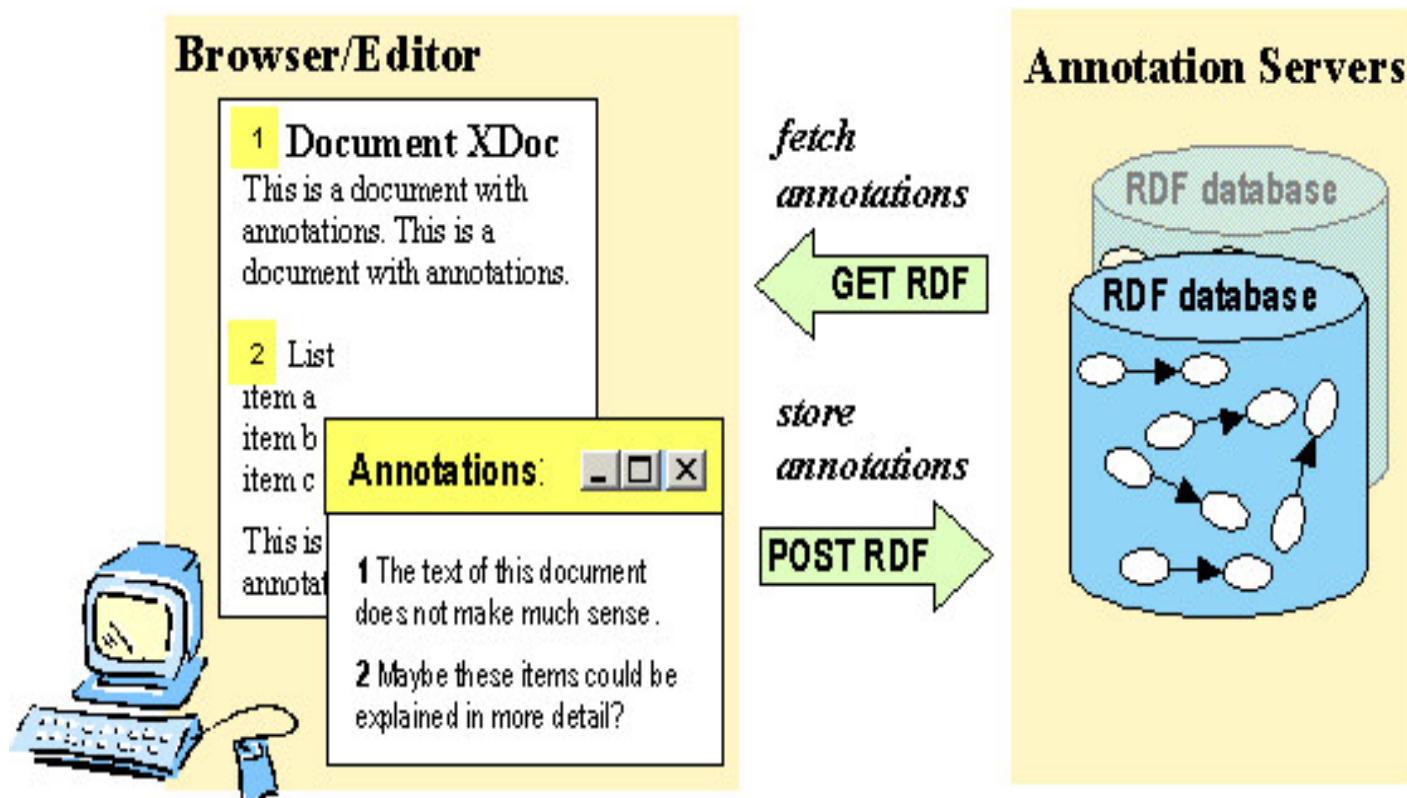 Browser/Editor
1 Document XDoc
This is a document with
annotations. This is a
document with annotations.
2 List
item a
item b
item c
This is
annotat
Annotations:
1 The text of this document
does not make much sense.
2 Maybe these items could be
explained in more detail?
fetch
annotations
GET RDF
store
annotations
POST RDF
Annotation Servers
RDF database
RDF database